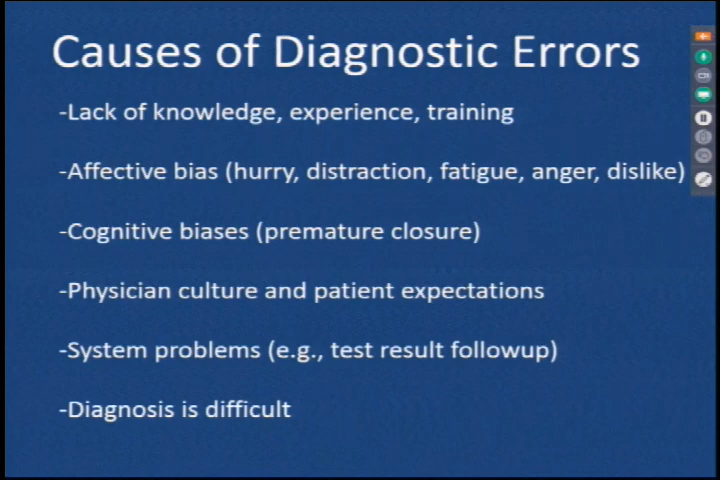 Causes of Diagnostic Errors
-Lack of knowledge, experience, training
-Affective bias (hurry, distraction, fatigue, anger, dislike)
-Cognitive biases (premature closure)
-Physician culture and patient expectations
-System problems (e.g., test result followup)
-Diagnosis is difficult